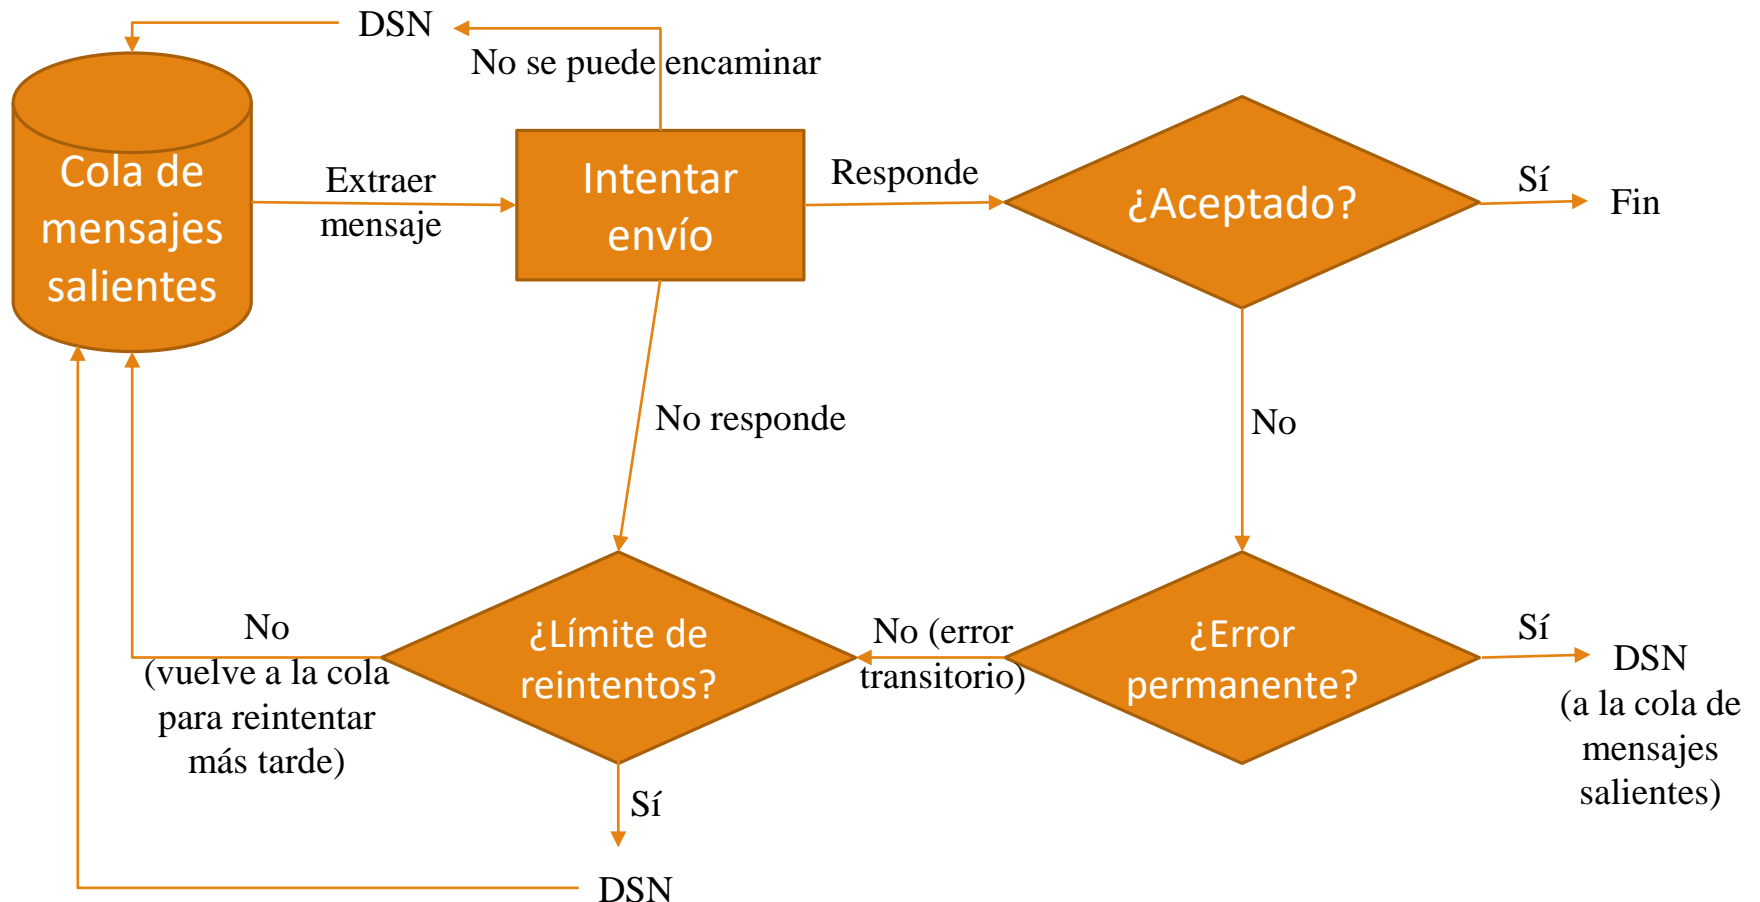 DSN
No se puede encaminar
Cola de
mensajes
salientes
Extraer
mensaje
Intentar
envío
Responde
¿Aceptado?
Sí
Fin
No responde
No
No
(vuelve a la cola
para reintentar
más tarde)
¿Límite de
reintentos?
No (error
transitorio)
¿Error
permanente?
Sí
DSN
(a la cola de
mensajes
salientes)
Sí
DSN